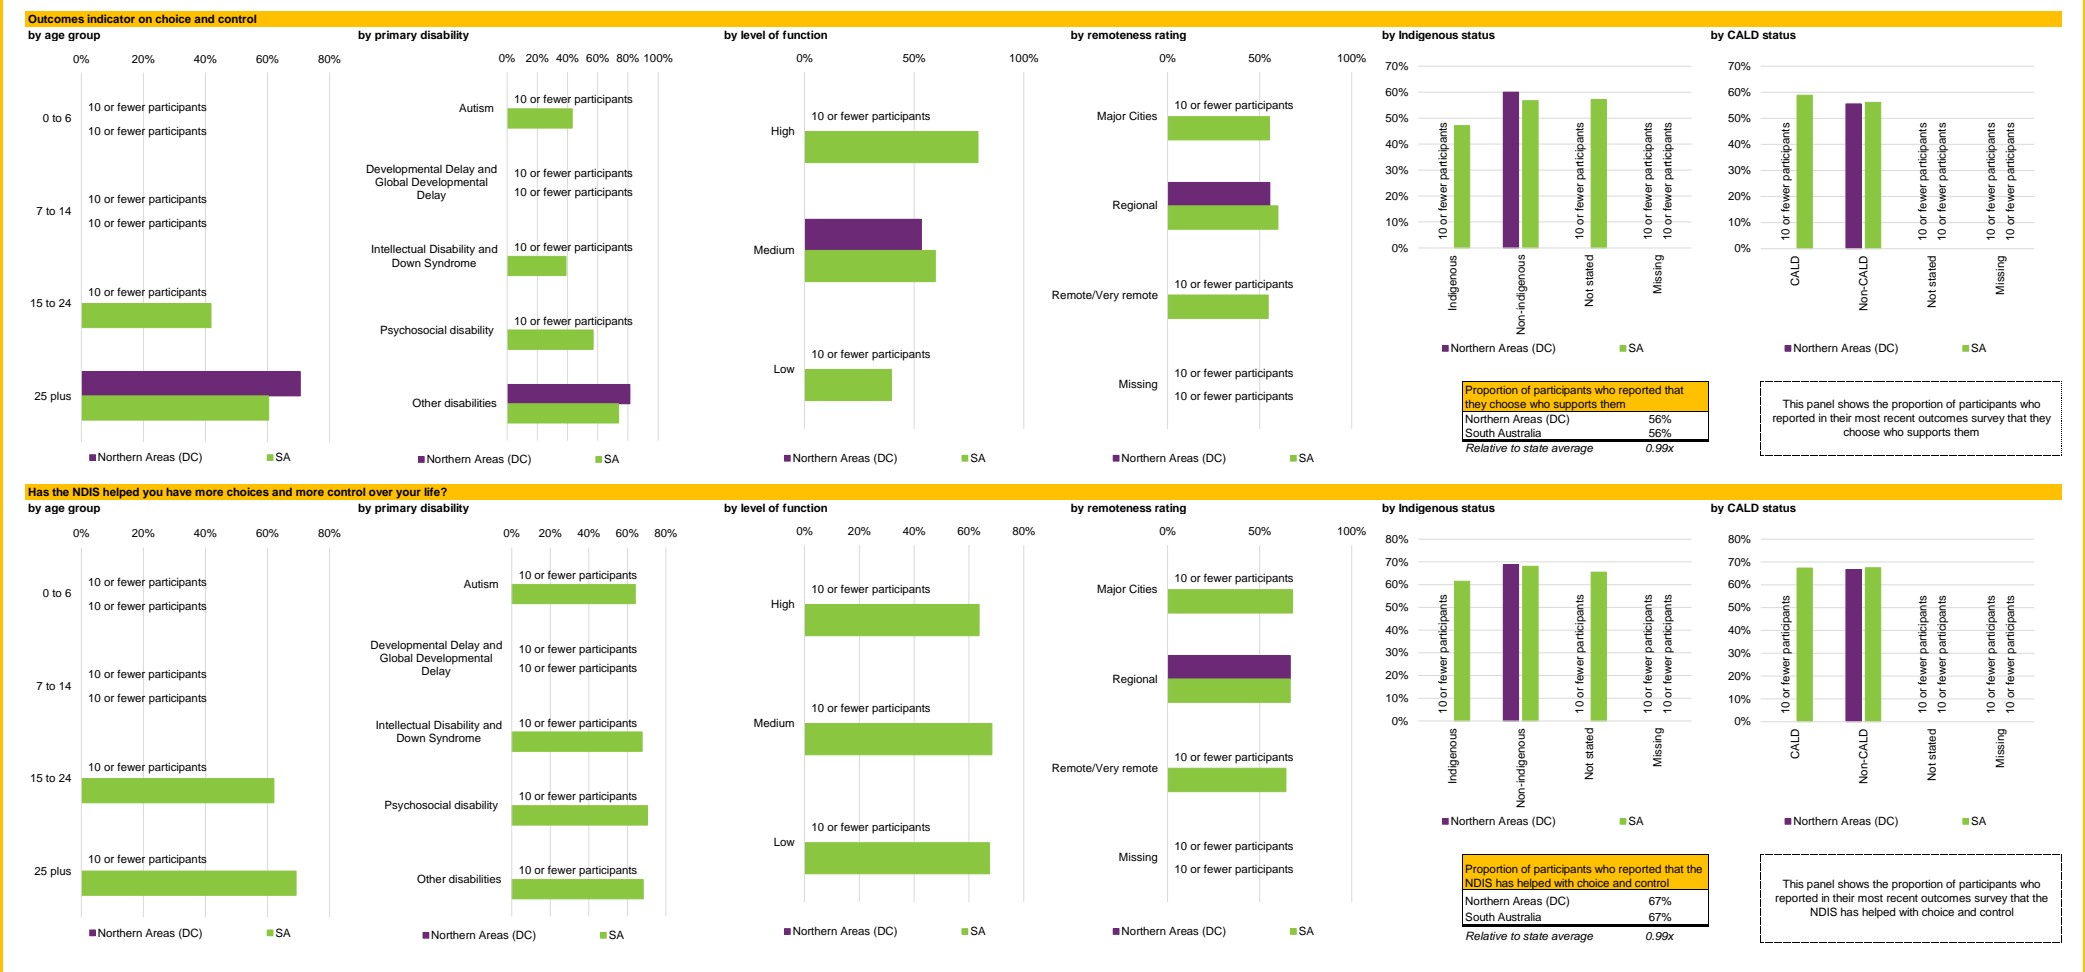 Outcomes indicator on choice and control
by age group
0% 20% 40% 60% 80%
0 to 6
10 or fewer participants
10 or fewer participants
7 to 14
10 or fewer participants
10 or fewer participants
15 to 24
10 or fewer participants
25 plus
Northern Areas (DC) SA
by primary disability
0% 20% 40% 60% 80% 100%
Autism
10 or fewer participants
Developmental Delay and
Global Developmental
Delay
10 or fewer participants
10 or fewer participants
Intellectual Disability and
Down Syndrome
10 or fewer participants
Psychosocial disability
10 or fewer participants
Other disabilities
Northern Areas (DC) SA
by level of function
0% 50% 100%
High
10 or fewer participants
Medium
Low
10 or fewer participants
Northern Areas (DC) SA
by remoteness rating
0% 50% 100%
Major Cities
10 or fewer participants
Regional
Remote/Very remote
10 or fewer participants
Missing
10 or fewer participants
10 or fewer participants
Northern Areas (DC) SA
by Indigenous status
70%
60%
50%
40%
30%
20%
10%
0%
10 or fewer participants
10 or fewer participants
10 or fewer participants
10 or fewer participants
Indigenous
Non-indigenous
Not stated
Missing
Northern Areas (DC) SA
by CALD status
70%
60%
50%
40%
30%
20%
10%
0%
10 or fewer participants
10 or fewer participants
10 or fewer participants
10 or fewer participants
10 or fewer participants
CALD
Non-CALD
Not stated
Missing
Northern Areas (DC) SA
Proportion of participants who reported that
they choose who supports them
Northern Areas (DC) 56%
South Australia 56%
Relative to state average 0.99x
This panel shows the proportion of participants who
reported in their most recent outcomes survey that they
choose who supports them
Has the NDIS helped you have more choices and more control over your life?
by age group
0% 20% 40% 60% 80%
0 to 6
10 or fewer participants
10 or fewer participants
7 to 14
10 or fewer participants
10 or fewer participants
15 to 24
10 or fewer participants
25 plus
10 or fewer participants
Northern Areas (DC) SA
by primary disability
0% 20% 40% 60% 80%
Autism
10 or fewer participants
Developmental Delay and
Global Developmental
Delay
10 or fewer participants
10 or fewer participants
Intellectual Disability and
Down Syndrome
10 or fewer participants
Psychosocial disability
10 or fewer participants
Other disabilities
10 or fewer participants
Northern Areas (DC) SA
by level of function
0% 20% 40% 60% 80%
High
10 or fewer participants
Medium
10 or fewer participants
Low
10 or fewer participants
Northern Areas (DC) SA
by remoteness rating
0% 50% 100%
Major Cities
10 or fewer participants
Regional
Remote/Very remote
10 or fewer participants
Missing
10 or fewer participants
10 or fewer participants
Northern Areas (DC) SA
by Indigenous status
80%
70%
60%
50%
40%
30%
20%
10%
0%
10 or fewer participants
10 or fewer participants
10 or fewer participants
10 or fewer participants
Indigenous
Non-indigenous
Not stated
Missing
Northern Areas (DC) SA
by CALD status
80%
70%
60%
50%
40%
30%
20%
10%
0%
10 or fewer participants
10 or fewer participants
10 or fewer participants
10 or fewer participants
10 or fewer participants
CALD
Non-CALD
Not stated
Missing
Northern Areas (DC) SA
Proportion of participants who reported that the
NDIS has helped with choice and control
Northern Areas (DC) 67%
South Australia 67%
Relative to state average 0.99x
This panel shows the proportion of participants who
reported in their most recent outcomes survey that the
NDIS has helped with choice and control